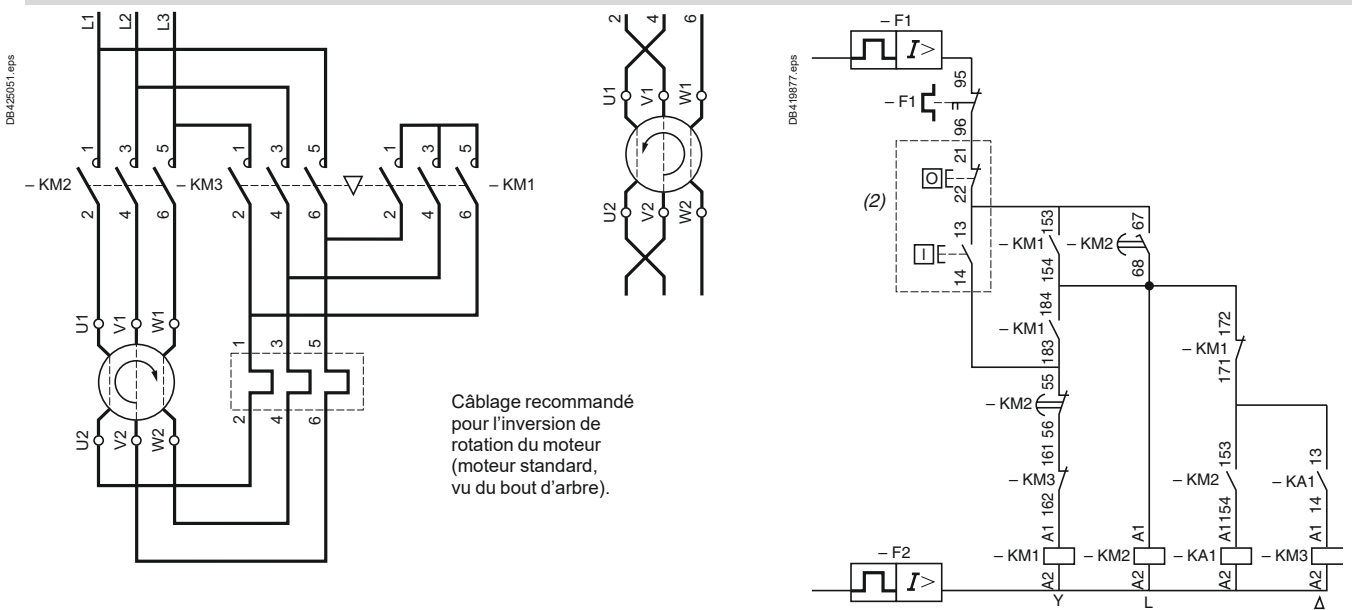 DB425051.eps
L1
L2
L3
1
3
5
1
3
5
1
3
5
– KM2
– KM3
– KM1
2
4
6
2
4
6
2
4
6
U1
V1
W1
1
3
5
2
4
6
U2
V2
W2
2
4
6
U1
V1
W1
U2
V2
W2
Câblage recommandé
pour l'inversion de
rotation du moteur
(moteur standard,
vu du bout d'arbre).
DB419877.eps
– F1
I>
95
– F1
96
21
O
22
(2)
13
I
14
153
– KM1
154
67
– KM2
68
184
– KM1
183
172
– KM1
171
55
– KM2
56
161
– KM3
162
153
– KM2
154
13
– KA1
14
– F2
I>
A1
– KM1
A2
A1
– KM2
A2
A1
– KA1
A2
A1
– KM3
A2
Y
L
Δ